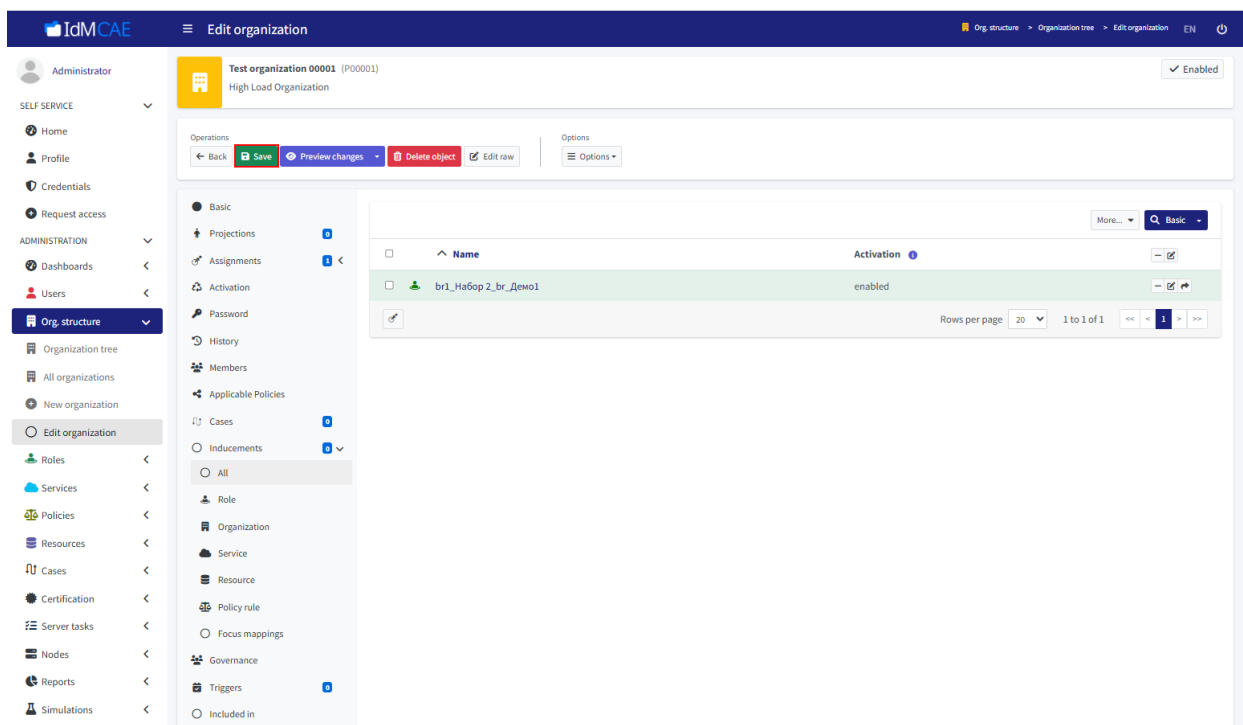 IdMCAE
Edit organization
Org. structure > Organization tree > Edit organization EN
Administrator
SELF SERVICE
Home
Profile
Credentials
Request access
ADMINISTRATION
Dashboards
Users
Org. structure
Organization tree
All organizations
New organization
Edit organization
Roles
Services
Policies
Resources
Cases
Certification
Server tasks
Nodes
Reports
Simulations
Test organization 00001 (P00001)
High Load Organization
Enabled
Operations
Back Save Preview changes Delete object Edit raw
Options
Options
Basic
Projections 0
Assignments 1
Activation
Password
History
Members
Applicable Policies
Cases 0
Inducements 0
All
Role
Organization
Service
Resource
Policy rule
Focus mappings
Governance
Triggers 0
Included in
More... Basic
Name Activation
br1_Набор 2_br_Демо1 enabled
Rows per page 20 1 to 1 of 1 << < 1 > >>